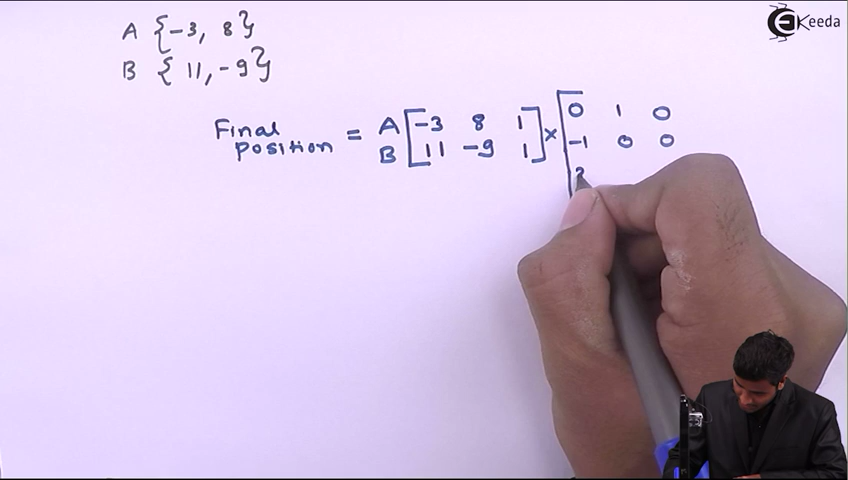 Ekeeda
A {-3, 8}
B {11, -9}
Final position = A [-3 8 1] × [0 1 0
B [11 -9 1] -1 0 0